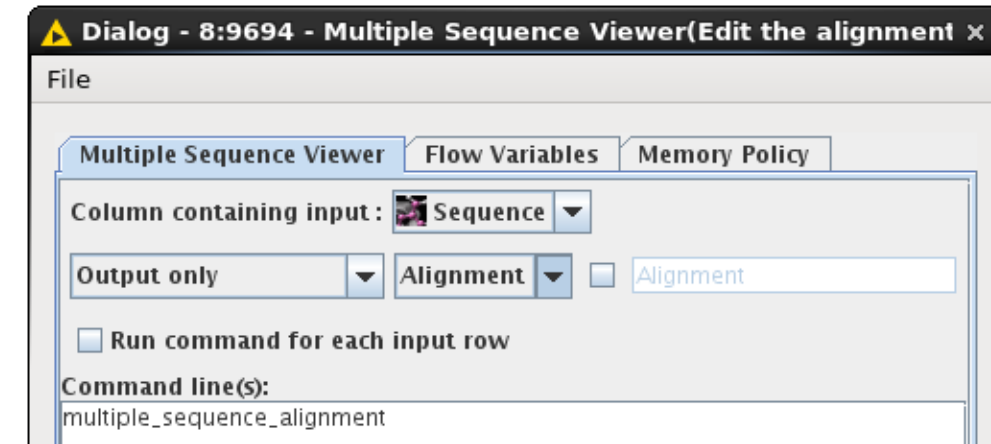 Dialog - 8:9694 - Multiple Sequence Viewer(Edit the alignment ×
File
Multiple Sequence Viewer Flow Variables Memory Policy
Column containing input : Sequence
Output only Alignment Alignment
Run command for each input row
Command line(s):
multiple_sequence_alignment